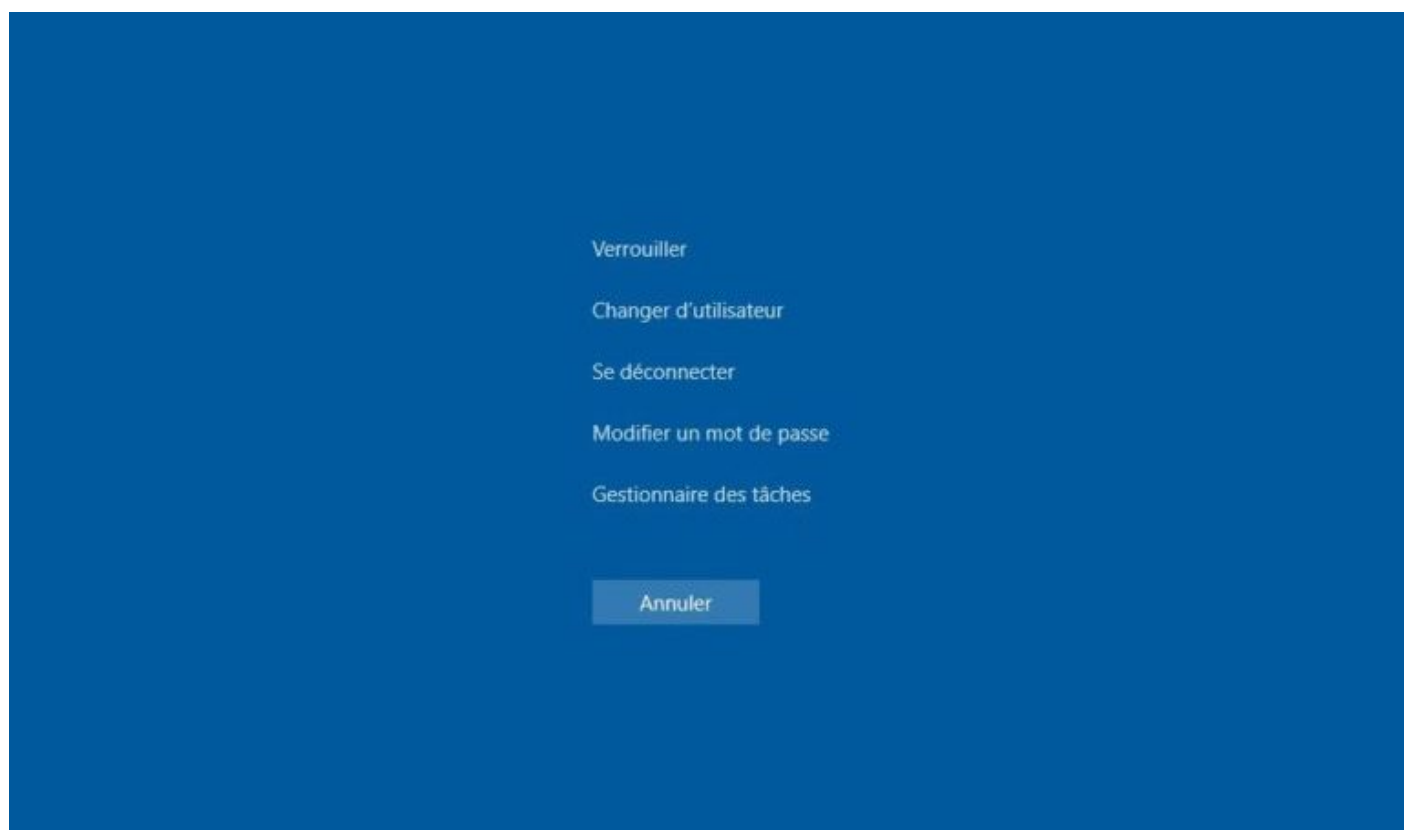 Verrouiller
Changer d'utilisateur
Se déconnecter
Modifier un mot de passe
Gestionnaire des tâches
Annuler